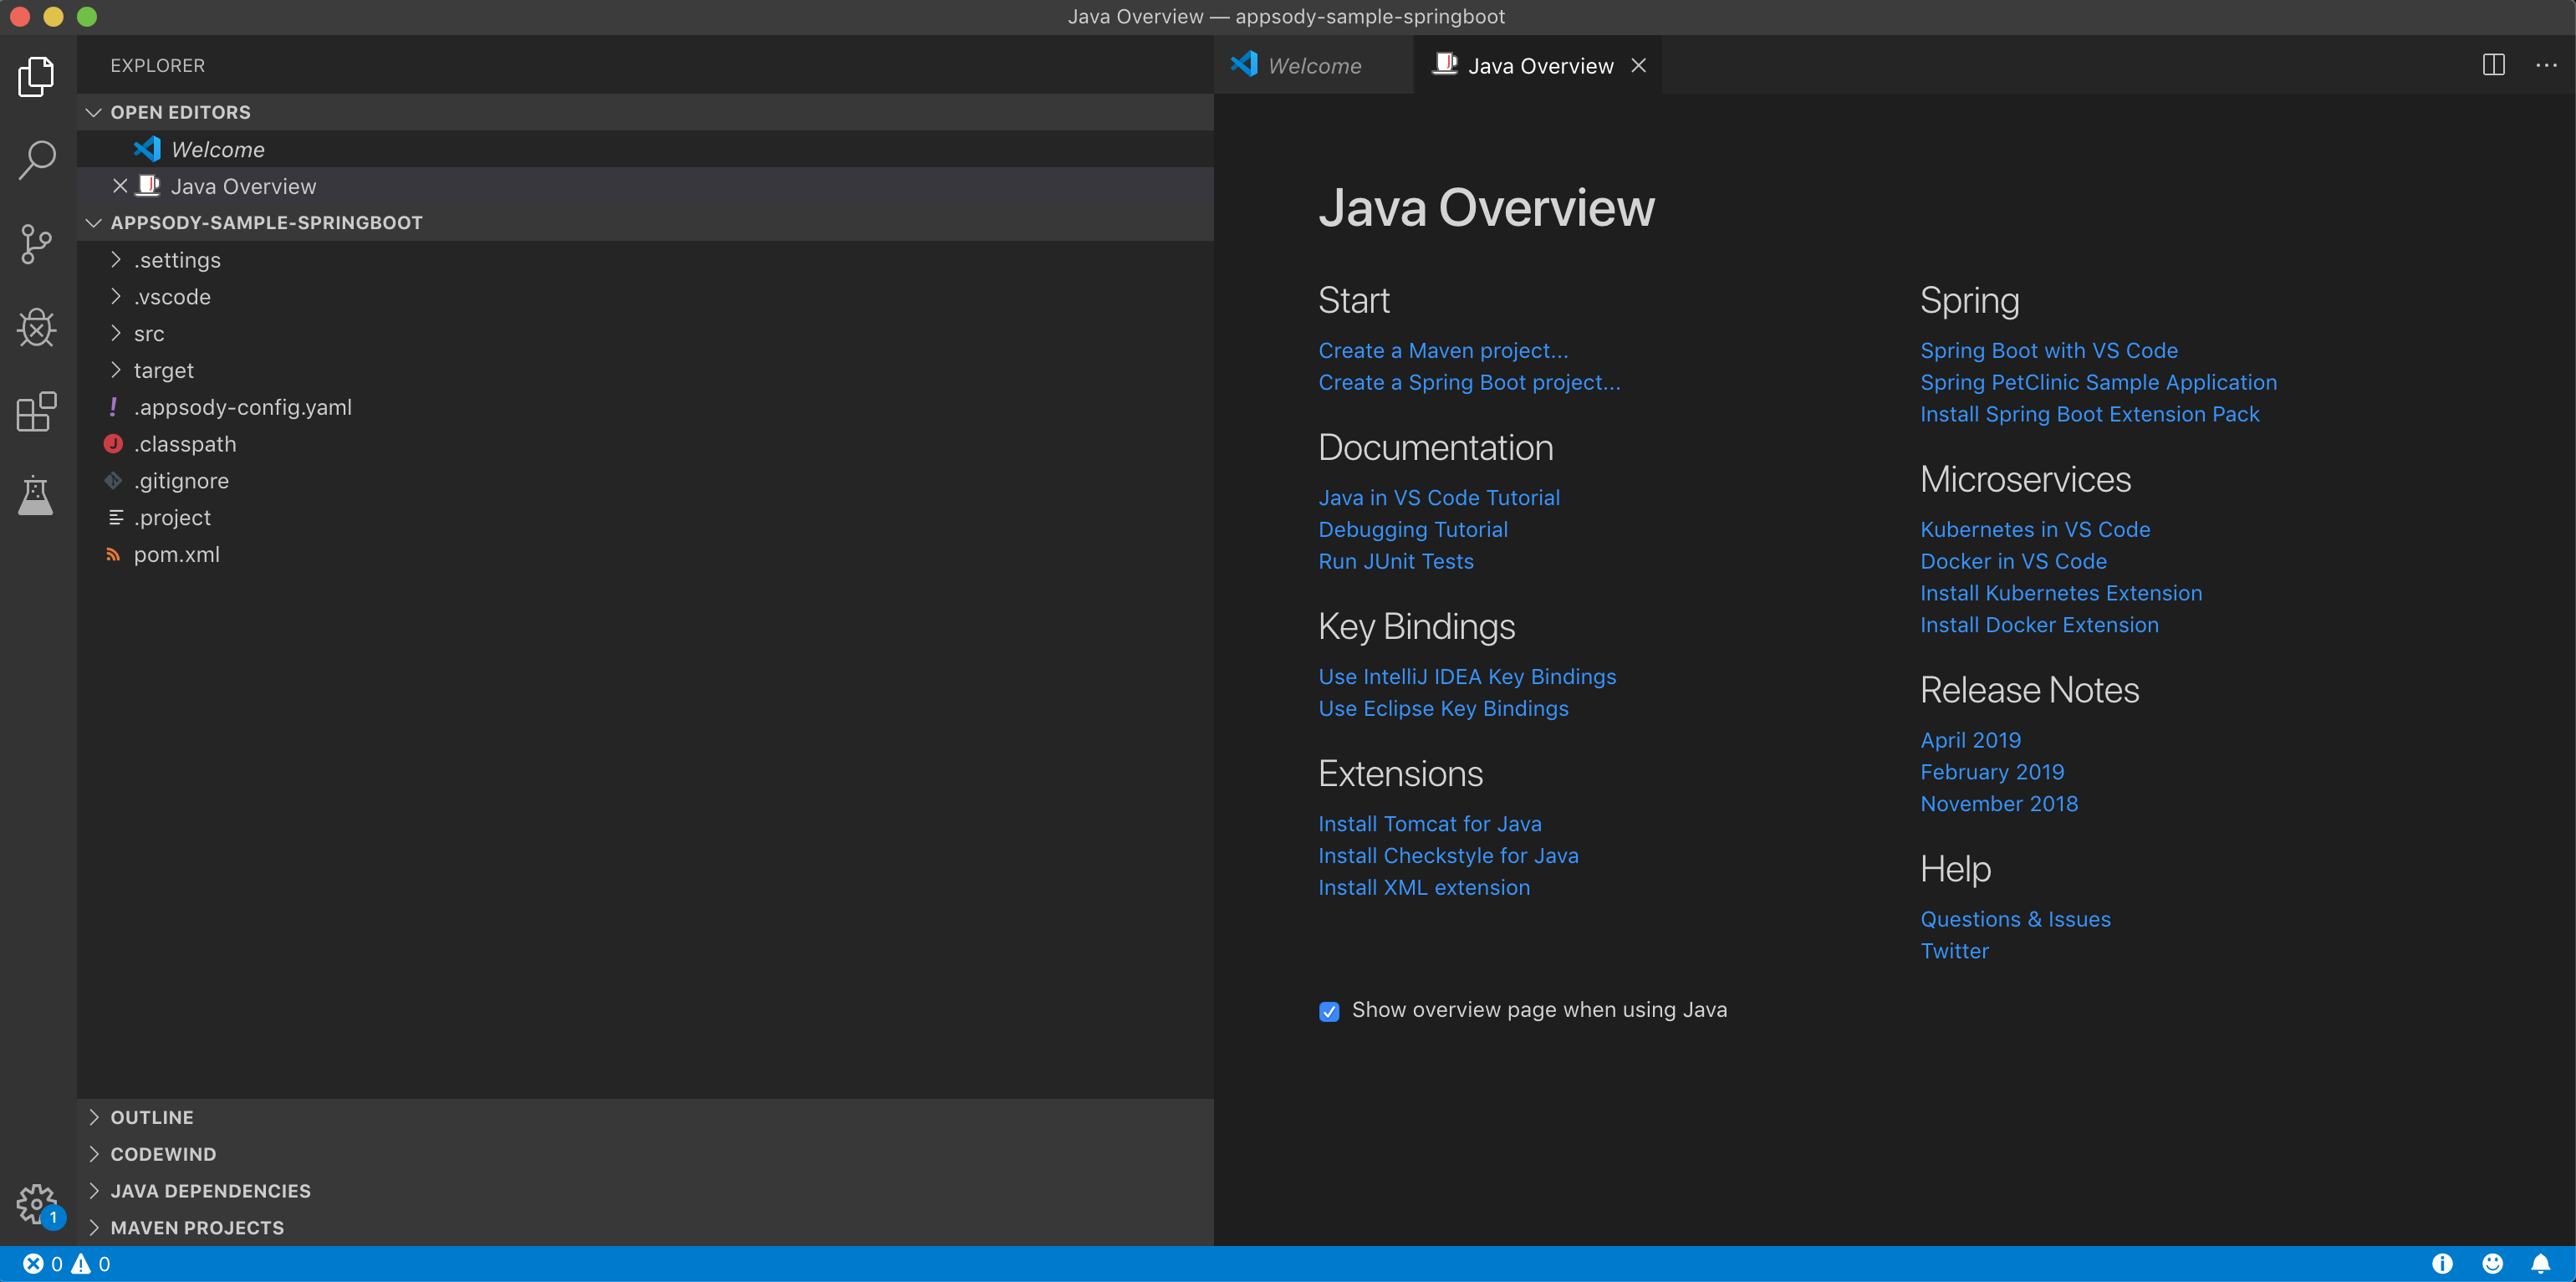 Java Overview — appsody-sample-springboot
EXPLORER
OPEN EDITORS
Welcome
Java Overview
APPSODY-SAMPLE-SPRINGBOOT
.settings
.vscode
src
target
.appsody-config.yaml
.classpath
.gitignore
.project
pom.xml
OUTLINE
CODEWIND
JAVA DEPENDENCIES
MAVEN PROJECTS
1
Welcome
Java Overview
Java Overview
Start
Create a Maven project...
Create a Spring Boot project...
Documentation
Java in VS Code Tutorial
Debugging Tutorial
Run JUnit Tests
Key Bindings
Use IntelliJ IDEA Key Bindings
Use Eclipse Key Bindings
Extensions
Install Tomcat for Java
Install Checkstyle for Java
Install XML extension
Spring
Spring Boot with VS Code
Spring PetClinic Sample Application
Install Spring Boot Extension Pack
Microservices
Kubernetes in VS Code
Docker in VS Code
Install Kubernetes Extension
Install Docker Extension
Release Notes
April 2019
February 2019
November 2018
Help
Questions & Issues
Twitter
Show overview page when using Java
0 0